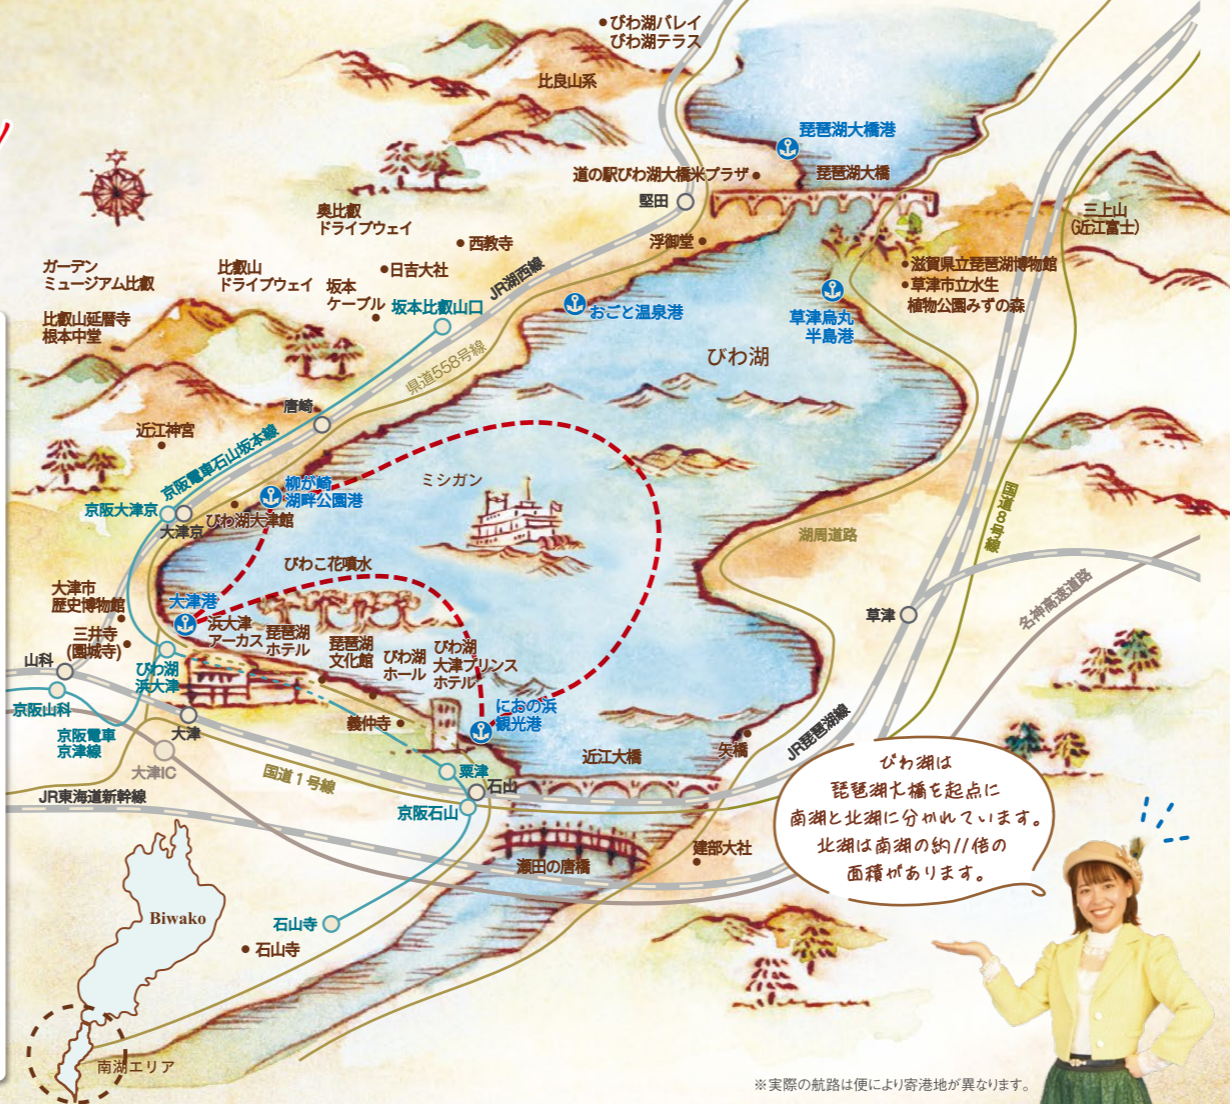 びわ湖バレイ
びわ湖テラス
比良山系
琵琶湖大橋港
道の駅びわ湖大橋米プラザ
琵琶湖大橋
堅田
三上山
(近江富士)
奥比叡
ドライブウェイ
西教寺
浮御堂
ガーデン
ミュージアム比叡
比叡山
ドライブウェイ
日吉大社
坂本
ケーブル
坂本比叡山口
JR湖西線
おごと温泉港
滋賀県立琵琶湖博物館
草津市立水生
植物公園みずの森
草津烏丸
半島港
比叡山延暦寺
根本中堂
びわ湖
県道558号線
唐崎
近江神宮
京阪電車石山坂本線
ミシガン
柳が崎
湖畔公園港
京阪大津京
大津京
びわ湖大津館
国道8号線
湖周道路
びわこ花噴水
大津市
歴史博物館
大津港
浜大津
アーカス
琵琶湖
ホテル
琵琶湖
文化館
びわ湖
ホール
びわ湖
大津プリンス
ホテル
草津
名神高速道路
三井寺
(園城寺)
山科
びわ湖
浜大津
京阪山科
京阪電車
京津線
大津
義仲寺
におの浜
観光港
大津IC
国道1号線
粟津
石山
近江大橋
矢橋
JR琵琶湖線
JR東海道新幹線
京阪石山
瀬田の唐橋
建部大社
びわ湖は
琵琶湖大橋を起点に
南湖と北湖に分かれています。
北湖は南湖の約11倍の
面積があります。
Biwako
石山寺
石山寺
南湖エリア
※実際の航路は便により寄港地が異なります。